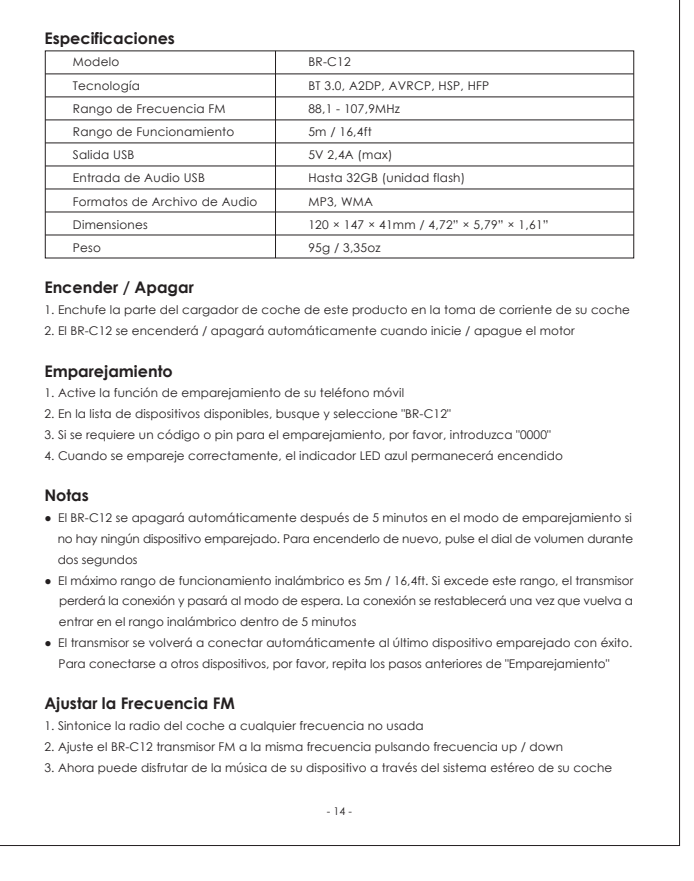 Especificaciones
Modelo BR-C12
Tecnología BT 3.0, A2DP, AVRCP, HSP, HFP
Rango de Frecuencia FM 88,1 - 107,9MHz
Rango de Funcionamiento 5m / 16,4ft
Salida USB 5V 2,4A (max)
Entrada de Audio USB Hasta 32GB (unidad flash)
Formatos de Archivo de Audio MP3, WMA
Dimensiones 120 × 147 × 41mm / 4,72" × 5,79" × 1,61"
Peso 95g / 3,35oz
Encender / Apagar
1. Enchufe la parte del cargador de coche de este producto en la toma de corriente de su coche
2. El BR-C12 se encenderá / apagará automáticamente cuando inicie / apague el motor
Emparejamiento
1. Active la función de emparejamiento de su teléfono móvil
2. En la lista de dispositivos disponibles, busque y seleccione "BR-C12"
3. Si se requiere un código o pin para el emparejamiento, por favor, introduzca "0000"
4. Cuando se empareje correctamente, el indicador LED azul permanecerá encendido
Notas
● El BR-C12 se apagará automáticamente después de 5 minutos en el modo de emparejamiento si
no hay ningún dispositivo emparejado. Para encenderlo de nuevo, pulse el dial de volumen durante
dos segundos
● El máximo rango de funcionamiento inalámbrico es 5m / 16,4ft. Si excede este rango, el transmisor
perderá la conexión y pasará al modo de espera. La conexión se restablecerá una vez que vuelva a
entrar en el rango inalámbrico dentro de 5 minutos
● El transmisor se volverá a conectar automáticamente al último dispositivo emparejado con éxito.
Para conectarse a otros dispositivos, por favor, repita los pasos anteriores de "Emparejamiento"
Ajustar la Frecuencia FM
1. Sintonice la radio del coche a cualquier frecuencia no usada
2. Ajuste el BR-C12 transmisor FM a la misma frecuencia pulsando frecuencia up / down
3. Ahora puede disfrutar de la música de su dispositivo a través del sistema estéreo de su coche
- 14 -